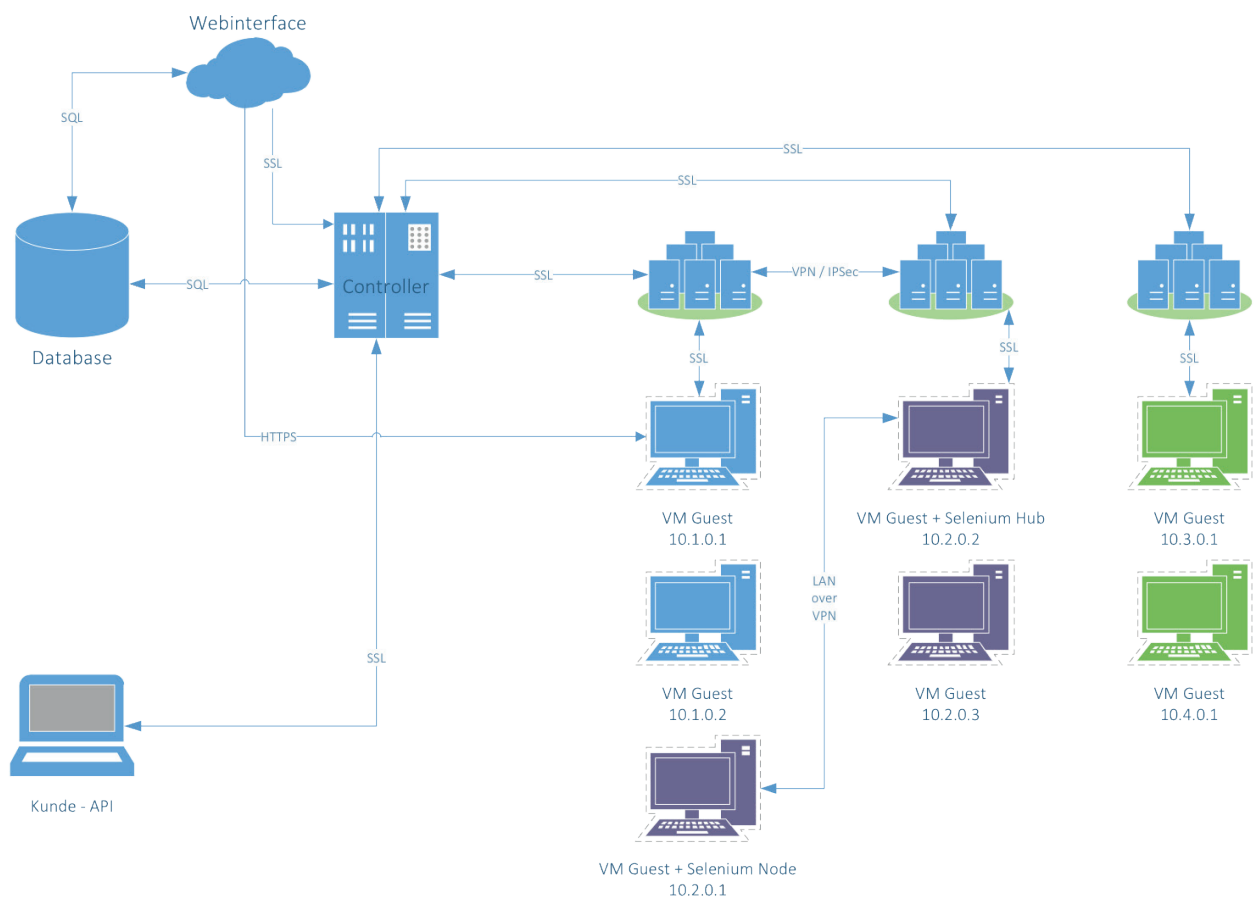 Webinterface
SQL
SSL
SSL
SSL
Controller
SQL
SSL
VPN / IPSec
Database
SSL
SSL
SSL
HTTPS
VM Guest
10.1.0.1
VM Guest + Selenium Hub
10.2.0.2
VM Guest
10.3.0.1
LAN
over
VPN
SSL
VM Guest
10.1.0.2
VM Guest
10.2.0.3
VM Guest
10.4.0.1
Kunde - API
VM Guest + Selenium Node
10.2.0.1